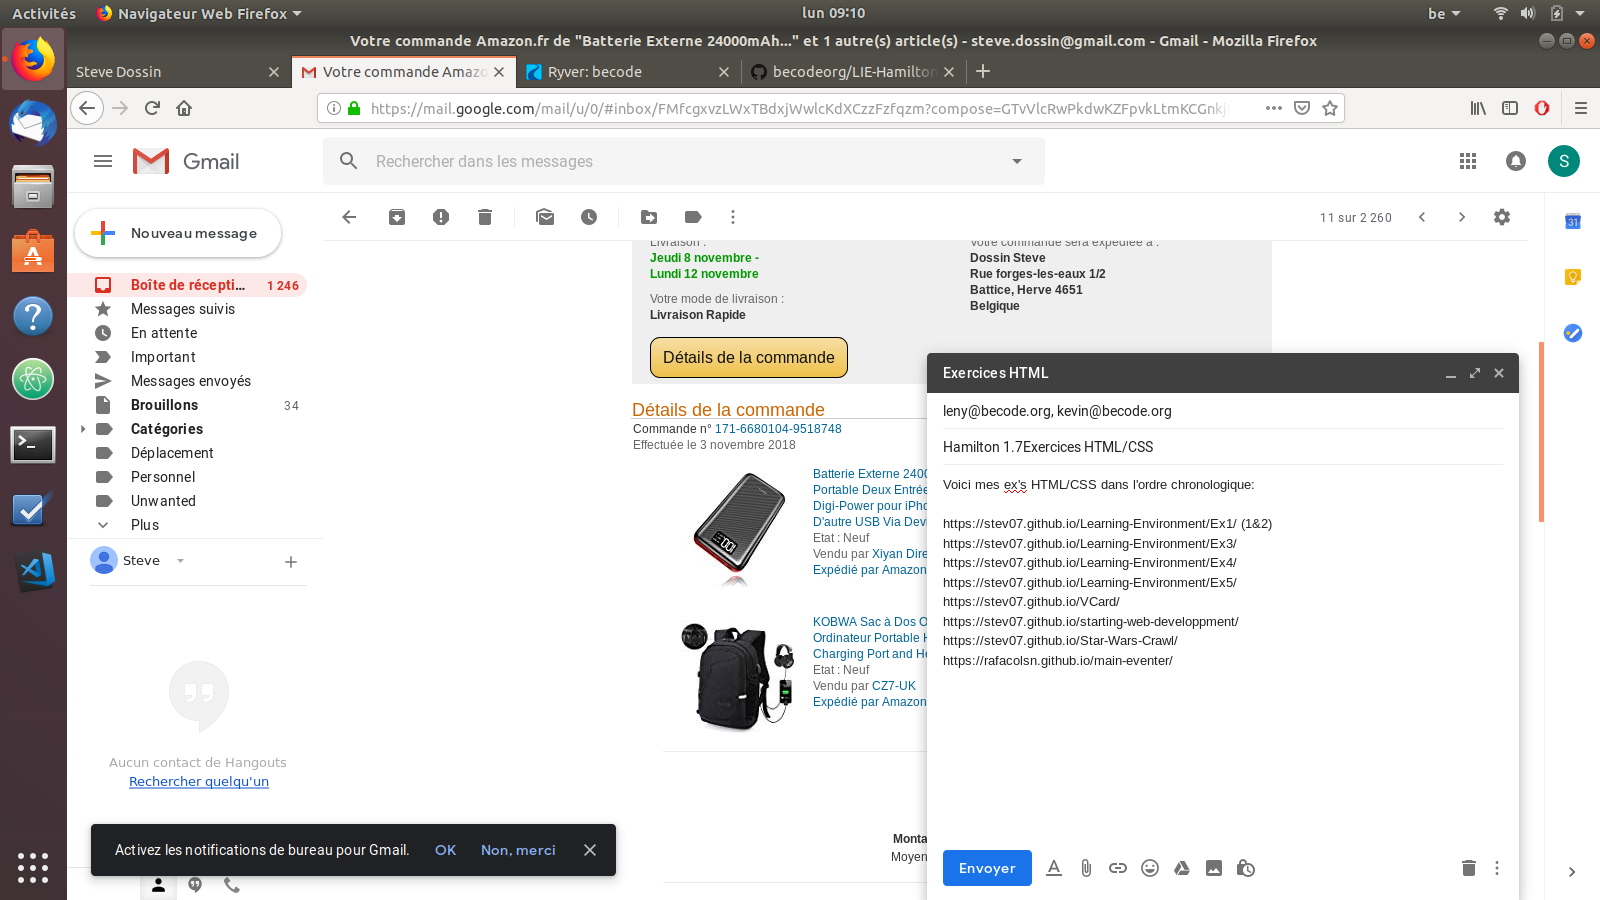 Activités
Navigateur Web Firefox
lun 09:10
be
Votre commande Amazon.fr de "Batterie Externe 24000mAh..." et 1 autre(s) article(s) - steve.dossin@gmail.com - Gmail - Mozilla Firefox
Steve Dossin
Votre commande Amazo
Ryver: becode
becodeorg/LIE-Hamilton
https://mail.google.com/mail/u/0/#inbox/FMfcgxvzLWxTBdxjWwlcKdXCzzFzfqzm?compose=GTvVlcRwPkdwKZFpvkLtmKCGnkj
Gmail
Rechercher dans les messages
S
Nouveau message
11 sur 2 260
31
Boîte de récepti... 1 246
Messages suivis
En attente
Important
Messages envoyés
Brouillons 34
Catégories
Déplacement
Personnel
Unwanted
Plus
Steve
Aucun contact de Hangouts
Rechercher quelqu'un
Activez les notifications de bureau pour Gmail. OK Non, merci
Livraison :
Jeudi 8 novembre -
Lundi 12 novembre
Votre mode de livraison :
Livraison Rapide
Votre commande sera expédiée à :
Dossin Steve
Rue forges-les-eaux 1/2
Battice, Herve 4651
Belgique
Détails de la commande
Détails de la commande
Commande n° 171-6680104-9518748
Effectuée le 3 novembre 2018
Batterie Externe 2400
Portable Deux Entrée
Digi-Power pour iPho
D'autre USB Via Devi
Etat : Neuf
Vendu par Xiyan Dire
Expédié par Amazon
KOBWA Sac à Dos O
Ordinateur Portable H
Charging Port and He
Etat : Neuf
Vendu par CZ7-UK
Expédié par Amazon
Monta
Moyen
Exercices HTML
leny@becode.org, kevin@becode.org
Hamilton 1.7Exercices HTML/CSS
Voici mes ex's HTML/CSS dans l'ordre chronologique:
https://stev07.github.io/Learning-Environment/Ex1/ (1&2)
https://stev07.github.io/Learning-Environment/Ex3/
https://stev07.github.io/Learning-Environment/Ex4/
https://stev07.github.io/Learning-Environment/Ex5/
https://stev07.github.io/VCard/
https://stev07.github.io/starting-web-developpment/
https://stev07.github.io/Star-Wars-Crawl/
https://rafacolsn.github.io/main-eventer/
Envoyer